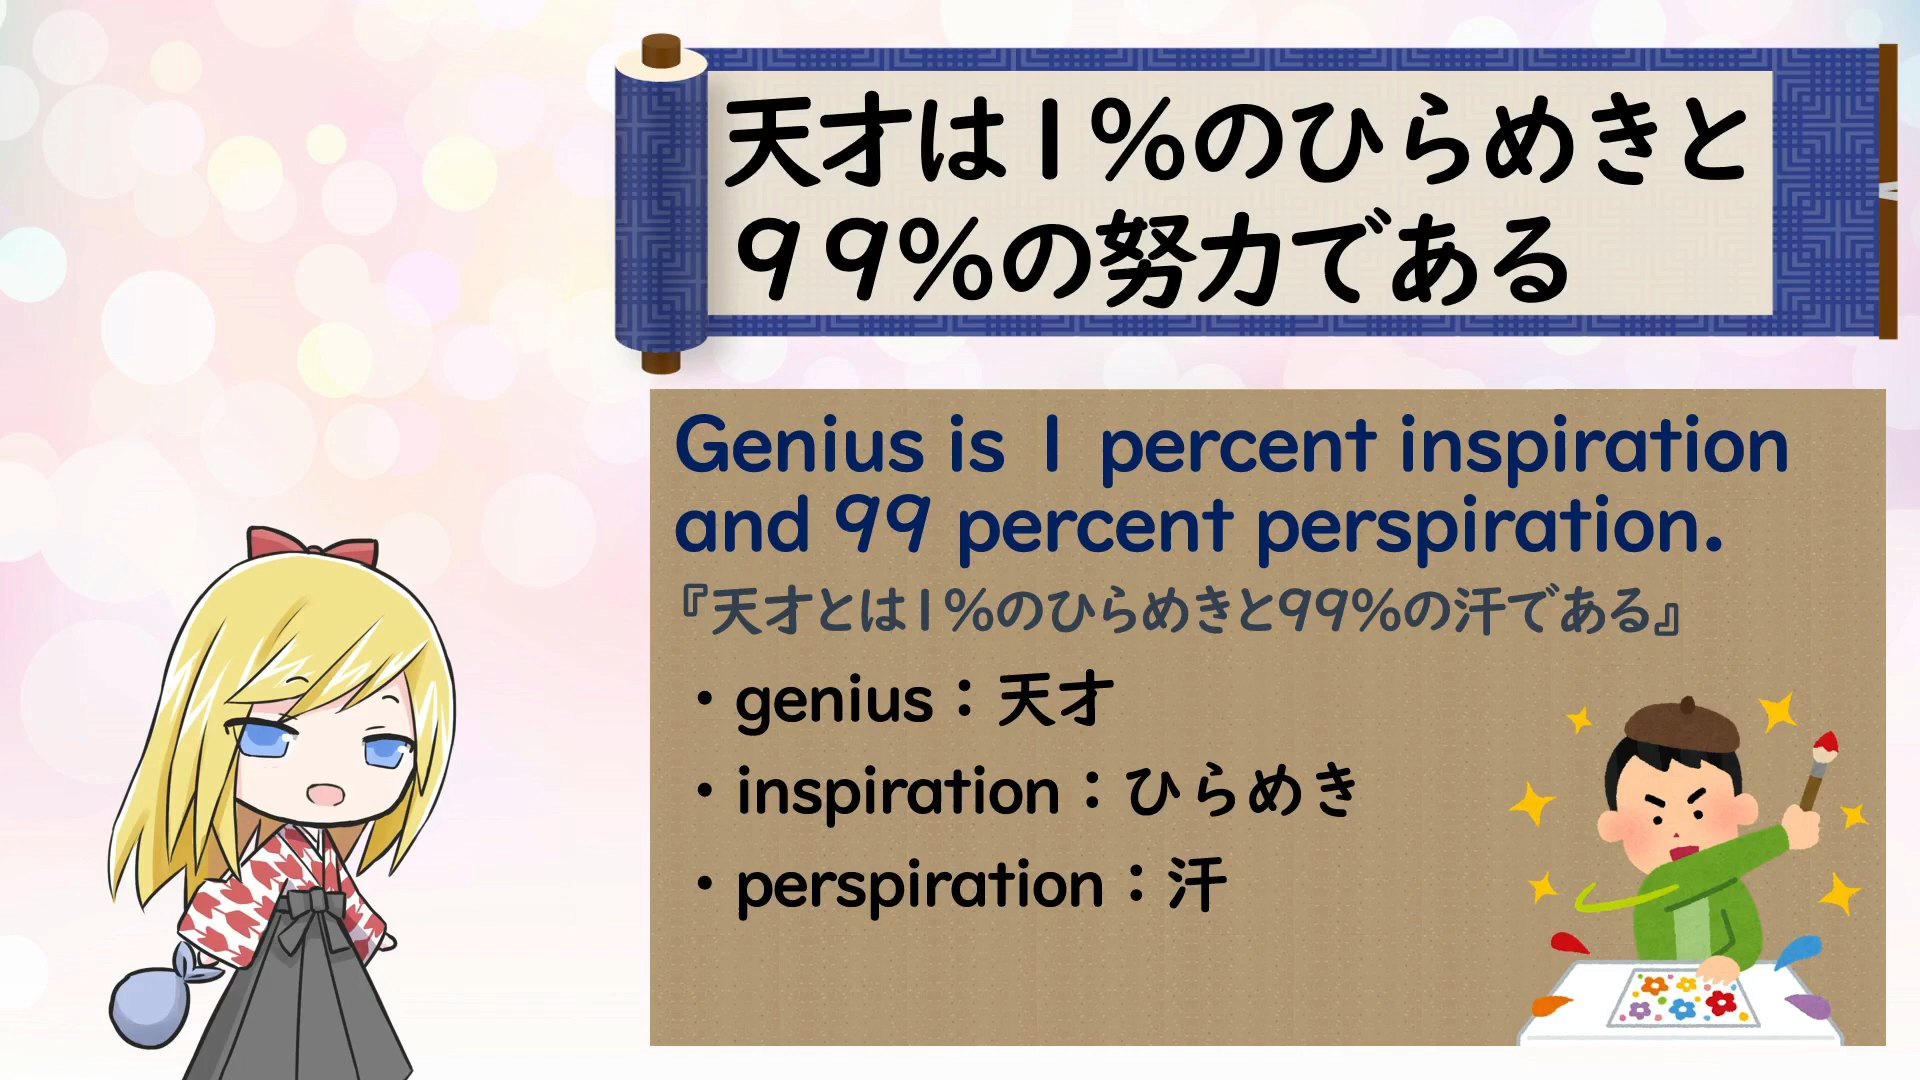 天才は1%のひらめきと
９９%の努力である
Genius is 1 percent inspiration
and 99 percent perspiration.
『天才とは1%のひらめきと99%の汗である』
・genius：天才
・inspiration：ひらめき
・perspiration：汗